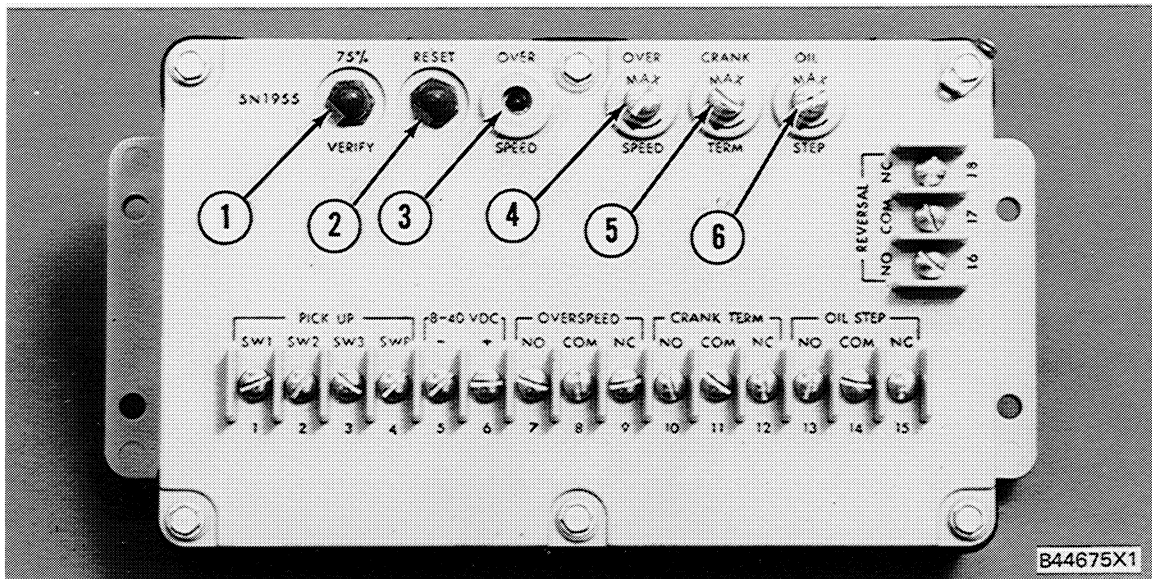 75% RESET OVER OVER CRANK OIL
MAX MAX MAX
5N1955
VERIFY SPEED SPEED TERM STEP
1 2 3 4 5 6
REVERSAL
NC COM NO
18 17 16
PICK UP 8-40 VDC OVERSPEED CRANK TERM OIL STEP
SW1 SW2 SW3 - + NO COM NC NO COM NC NO COM NC
1 2 3 4 5 6 7 8 9 10 11 12 13 14 15
B44675X1